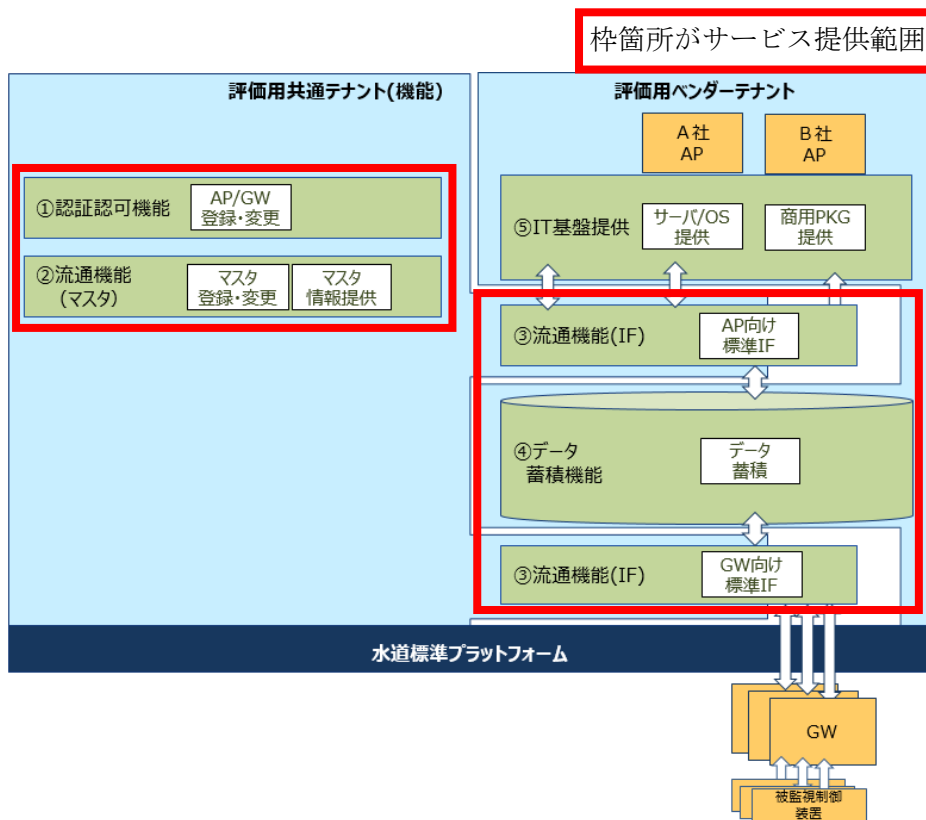 枠箇所がサービス提供範囲
評価用共通テナント(機能)
①認証認可機能
AP/GW
登録・変更
②流通機能
(マスタ)
マスタ
登録・変更
マスタ
情報提供
評価用ベンダーテナント
A社
AP
B社
AP
⑤IT基盤提供
サーバ/OS
提供
商用PKG
提供
③流通機能(IF)
AP向け
標準IF
④データ
蓄積機能
データ
蓄積
③流通機能(IF)
GW向け
標準IF
水道標準プラットフォーム
GW
被監視制御
装置